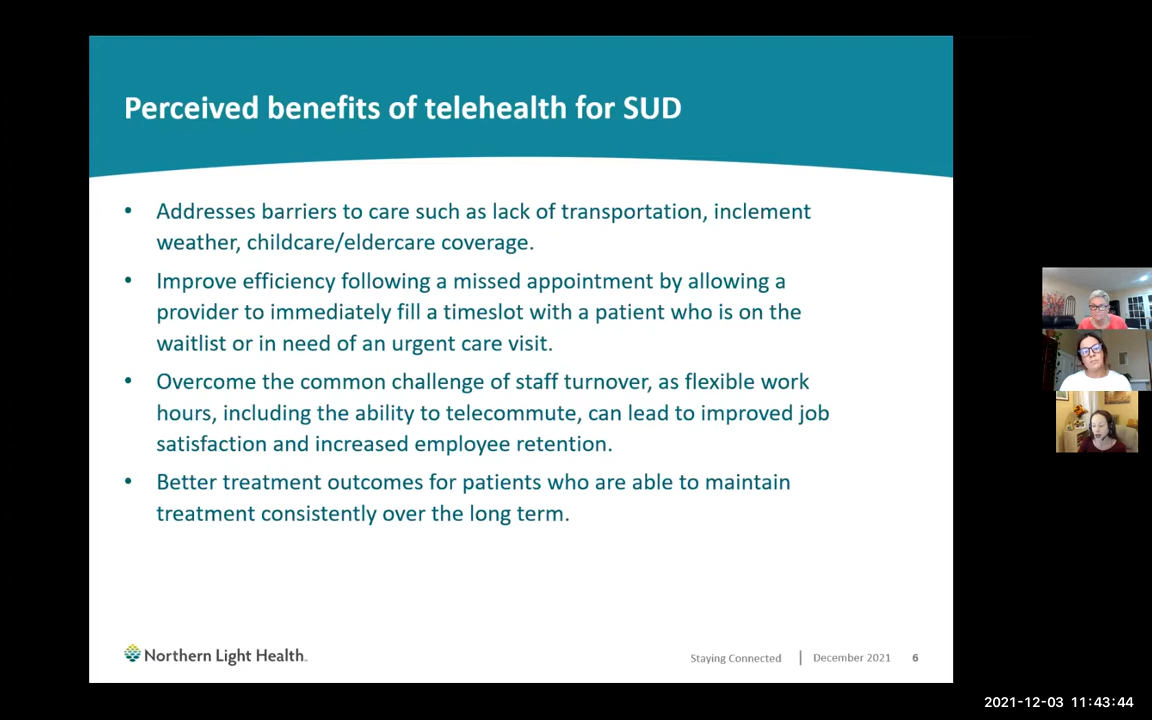 Perceived benefits of telehealth for SUD
• Addresses barriers to care such as lack of transportation, inclement
weather, childcare/eldercare coverage.
• Improve efficiency following a missed appointment by allowing a
provider to immediately fill a timeslot with a patient who is on the
waitlist or in need of an urgent care visit.
• Overcome the common challenge of staff turnover, as flexible work
hours, including the ability to telecommute, can lead to improved job
satisfaction and increased employee retention.
• Better treatment outcomes for patients who are able to maintain
treatment consistently over the long term.
Northern Light Health.
Staying Connected | December 2021 6
2021-12-03 11:43:44